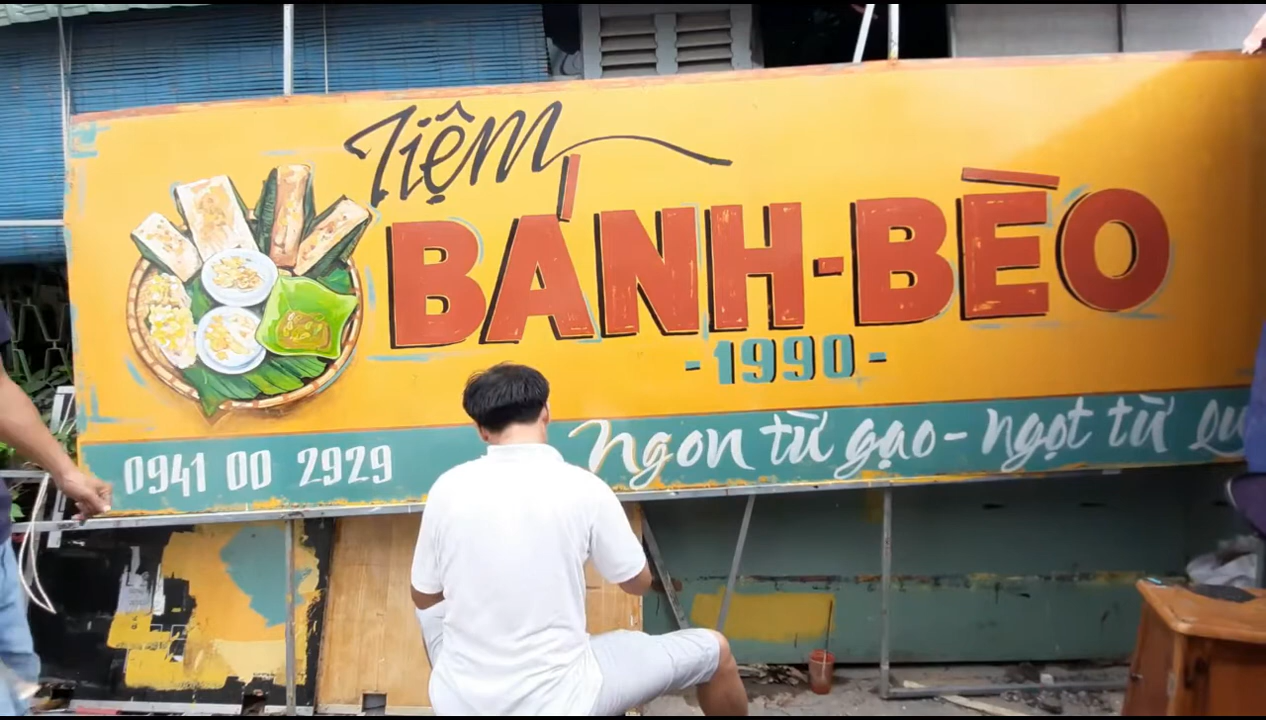 Tiệm
BÁNH-BÈO
-1990-
0941 00 2929
ngon từ gạo - ngọt từ